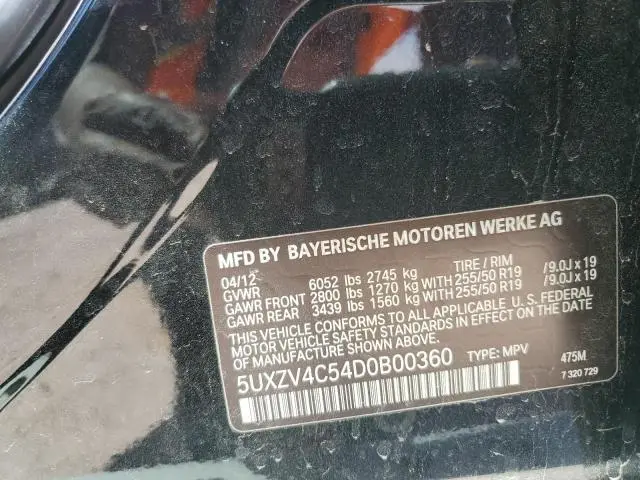 MFD BY BAYERISCHE MOTOREN WERKE AG
04/12 TIRE / RIM
GVWR 6052 lbs 2745 kg
GAWR FRONT 2800 lbs 1270 kg WITH 255/50 R19 /9.0J x 19
GAWR REAR 3439 lbs 1560 kg WITH 255/50 R19 /9.0J x 19
THIS VEHICLE CONFORMS TO ALL APPLICABLE U. S. FEDERAL
MOTOR VEHICLE SAFETY STANDARDS IN EFFECT ON THE DATE
OF MANUFACTURE SHOWN ABOVE.
5UXZV4C54D0B00360 TYPE: MPV 475M
7 320 729